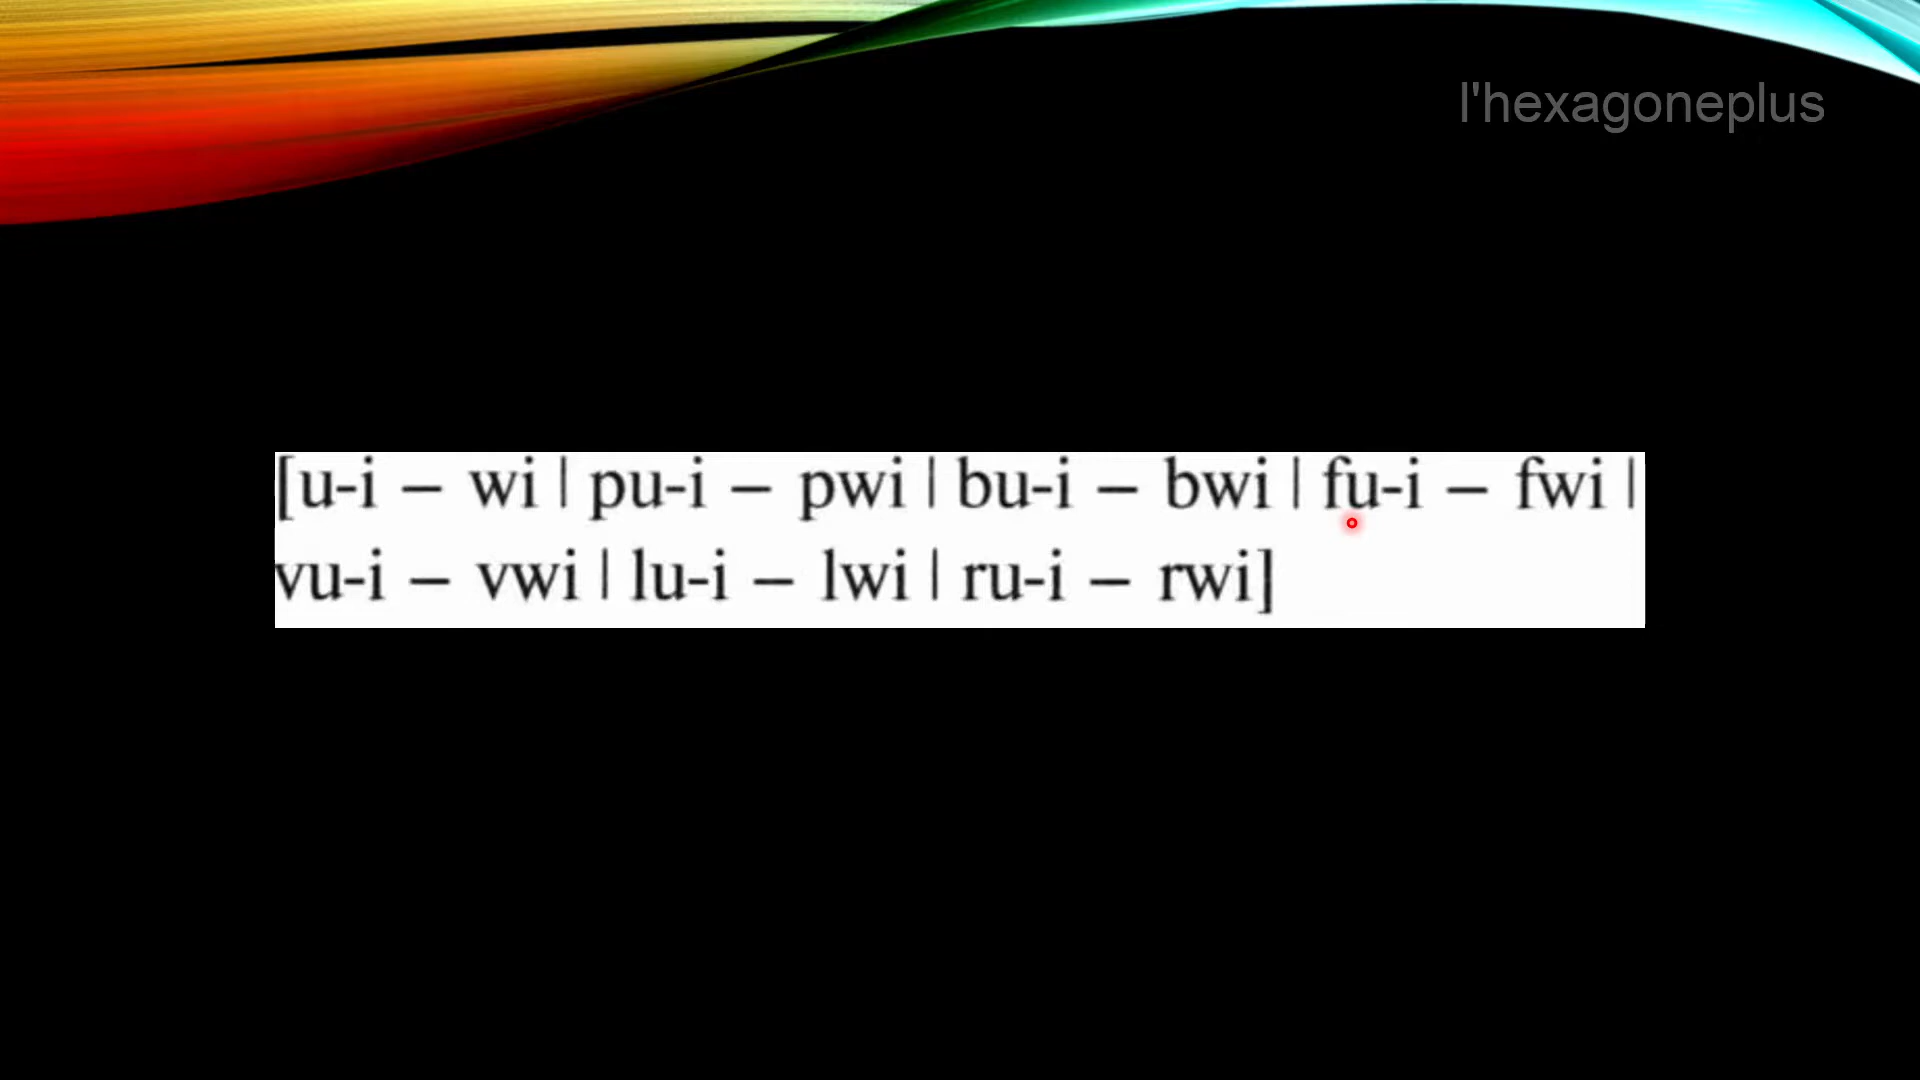 l'hexagoneplus
[u-i – wi | pu-i – pwi | bu-i – bwi | fu-i – fwi |
vu-i – vwi | lu-i – lwi | ru-i – rwi]